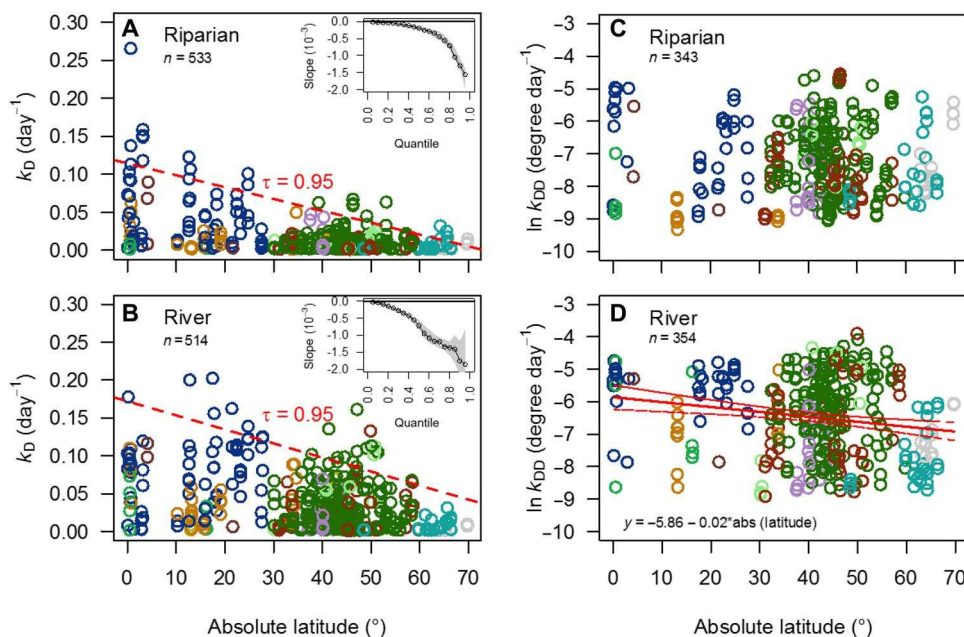 A Riparian
n = 533
kD (day⁻¹)
0.30
0.25
0.20
0.15
0.10
0.05
0.00
τ = 0.95
Slope (10⁻³)
0.0
−0.5
−1.0
−1.5
−2.0
0.0 0.2 0.4 0.6 0.8 1.0
Quantile
C Riparian
n = 343
ln kDD (degree day⁻¹)
−3
−4
−5
−6
−7
−8
−9
−10
B River
n = 514
kD (day⁻¹)
0.30
0.25
0.20
0.15
0.10
0.05
0.00
τ = 0.95
Slope (10⁻³)
0.0
−0.5
−1.0
−1.5
−2.0
0.0 0.2 0.4 0.6 0.8 1.0
Quantile
0 10 20 30 40 50 60 70
Absolute latitude (°)
D River
n = 354
ln kDD (degree day⁻¹)
−3
−4
−5
−6
−7
−8
−9
−10
y = −5.86 − 0.02*abs (latitude)
0 10 20 30 40 50 60 70
Absolute latitude (°)